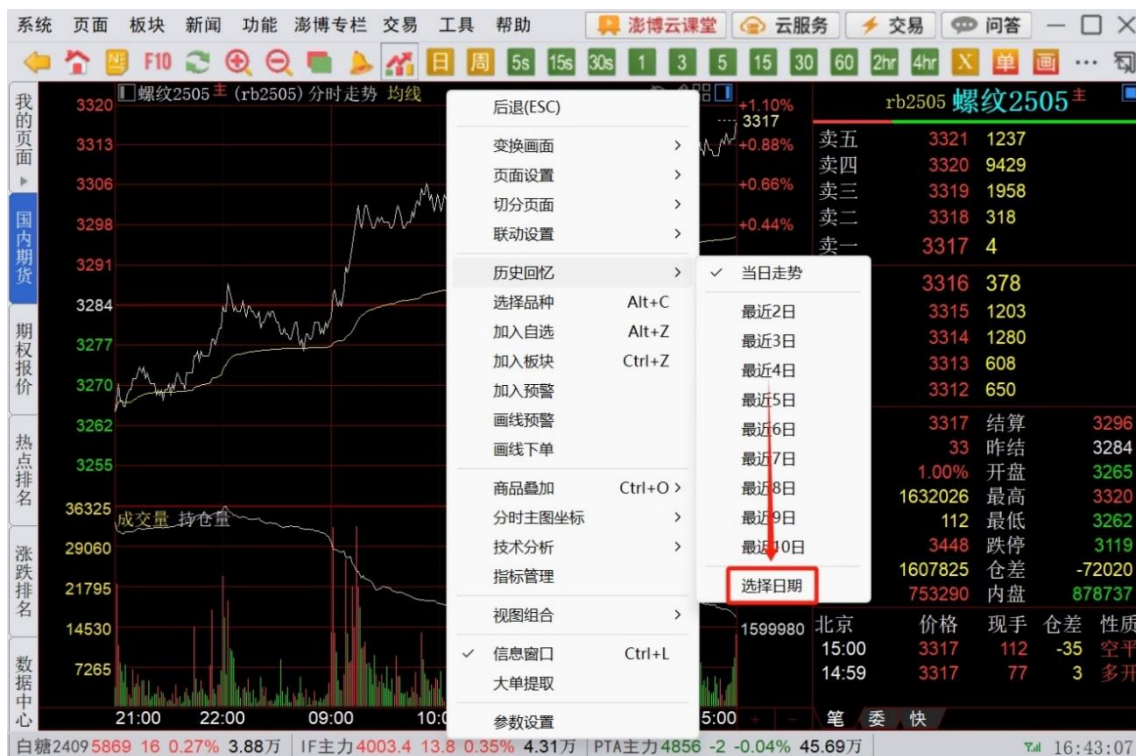 系统 页面 板块 新闻 功能 澎博专栏 交易 工具 帮助 澎博云课堂 云服务 交易 问答
F10 日 周 5s 15s 30s 1 3 5 15 30 60 2hr 4hr X 单 画 ...
我的页面
国内期货
期权报价
热点排名
涨跌排名
数据中心
螺纹2505主 (rb2505) 分时走势 均线
3320
3313
3306
3298
3291
3284
3277
3270
3262
3255
36325
成交量 持仓量
29060
21795
14530
7265
21:00 22:00 09:00
+1.10%
3317
+0.88%
+0.66%
+0.44%
1599980
后退(ESC)
变换画面
页面设置
切分页面
联动设置
历史回忆
选择品种 Alt+C
加入自选 Alt+Z
加入板块 Ctrl+Z
加入预警
画线预警
画线下单
商品叠加 Ctrl+O
分时主图坐标
技术分析
指标管理
视图组合
信息窗口 Ctrl+L
大单提取
参数设置
当日走势
最近2日
最近3日
最近4日
最近5日
最近6日
最近7日
最近8日
最近9日
最近10日
选择日期
rb2505 螺纹2505主
卖五 3321 1237
卖四 3320 9429
卖三 3319 1958
卖二 3318 318
卖一 3317 4
3316 378
3315 1203
3314 1280
3313 608
3312 650
3317 结算 3296
33 昨结 3284
1.00% 开盘 3265
1632026 最高 3320
112 最低 3262
3448 跌停 3119
1607825 仓差 -72020
753290 内盘 878737
北京 价格 现手 仓差 性质
15:00 3317 112 -35 空平
14:59 3317 77 3 多开
笔 委 快
白糖2409 5869 16 0.27% 3.88万 IF主力 4003.4 13.8 0.35% 4.31万 PTA主力 4856 -2 -0.04% 45.69万 16:43:07